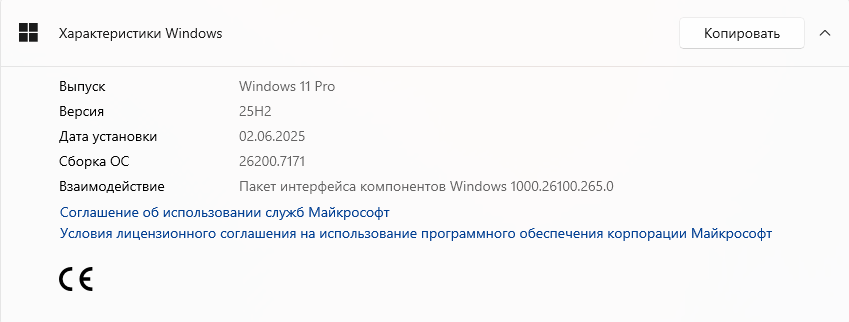 Характеристики Windows
Копировать
Выпуск Windows 11 Pro
Версия 25H2
Дата установки 02.06.2025
Сборка ОС 26200.7171
Взаимодействие Пакет интерфейса компонентов Windows 1000.26100.265.0
Соглашение об использовании служб Майкрософт
Условия лицензионного соглашения на использование программного обеспечения корпорации Майкрософт
CE